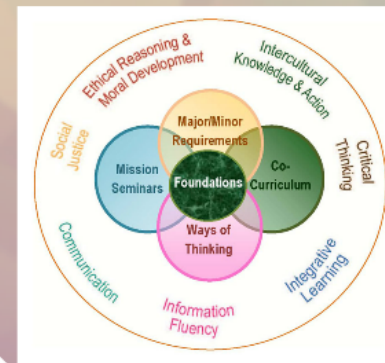 Ethical Reasoning &
Moral Development
Intercultural
Knowledge & Action
Social
Justice
Critical
Thinking
Major/Minor
Requirements
Mission
Seminars
Foundations
Co-
Curriculum
Ways of
Thinking
Communication
Integrative
Learning
Information
Fluency